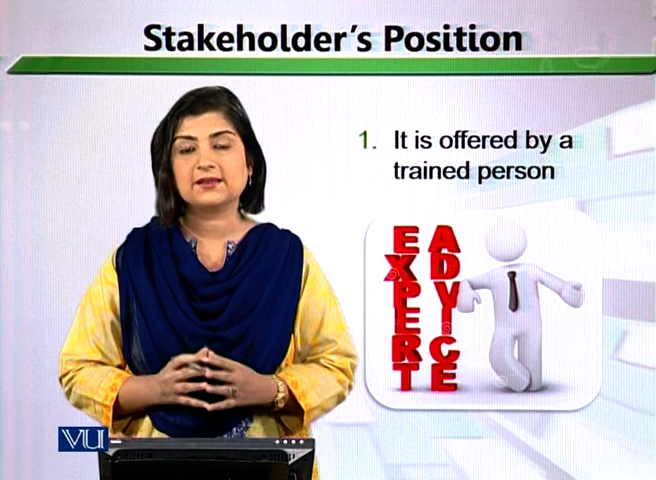 Stakeholder's Position
1. It is offered by a
trained person
EXPERT
ADVICE
VU